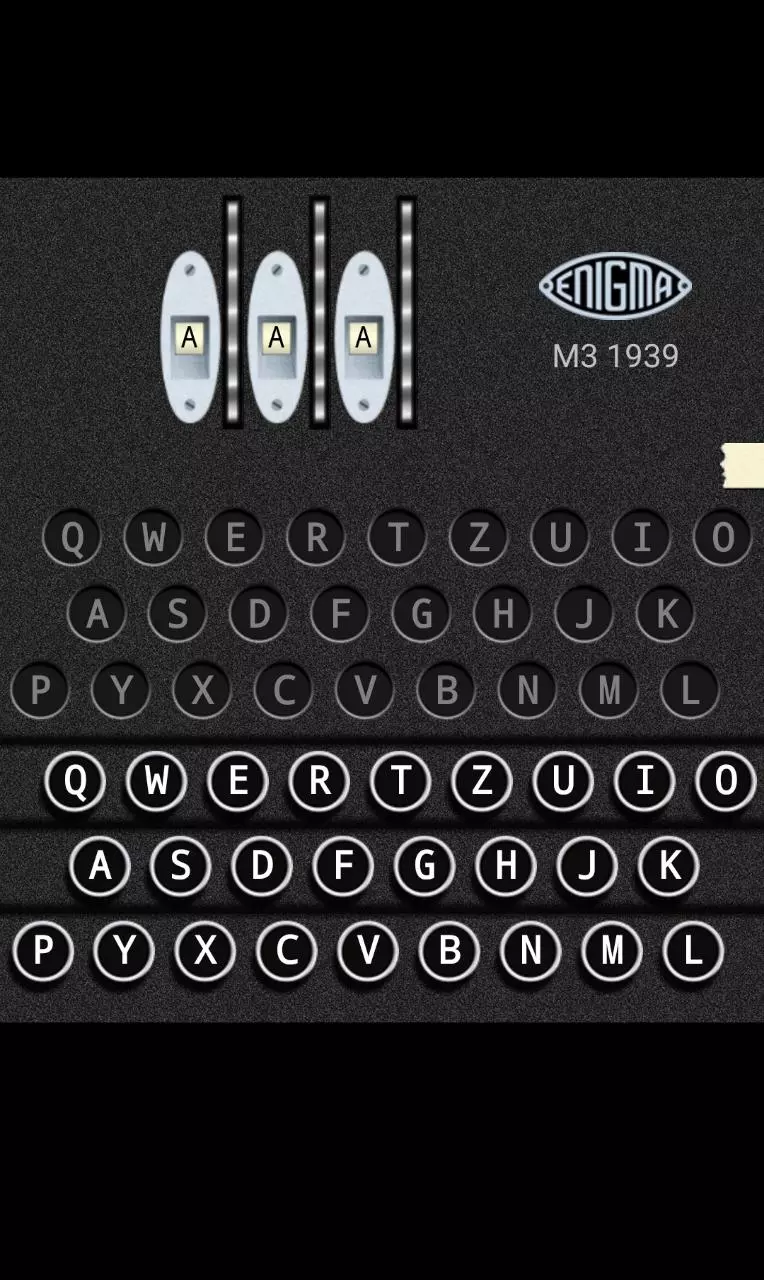 A A A
ENIGMA
M3 1939
Q W E R T Z U I O
A S D F G H J K
P Y X C V B N M L
Q W E R T Z U I O
A S D F G H J K
P Y X C V B N M L